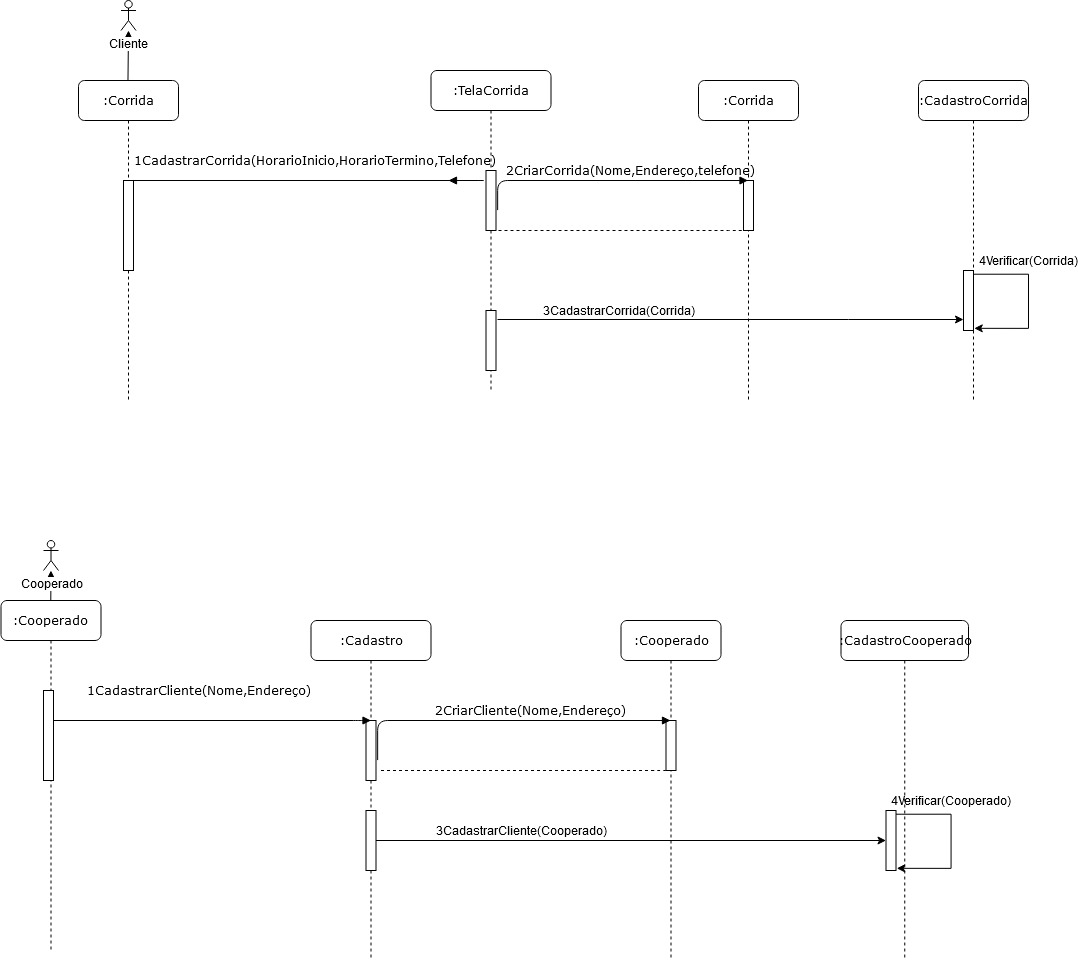 Cliente
:Corrida
:TelaCorrida
:Corrida
:CadastroCorrida
1CadastrarCorrida(HorarioInicio,HorarioTermino,Telefone)
2CriarCorrida(Nome,Endereço,telefone)
4Verificar(Corrida)
3CadastrarCorrida(Corrida)
Cooperado
:Cooperado
:Cadastro
:Cooperado
:CadastroCooperado
1CadastrarCliente(Nome,Endereço)
2CriarCliente(Nome,Endereço)
4Verificar(Cooperado)
3CadastrarCliente(Cooperado)